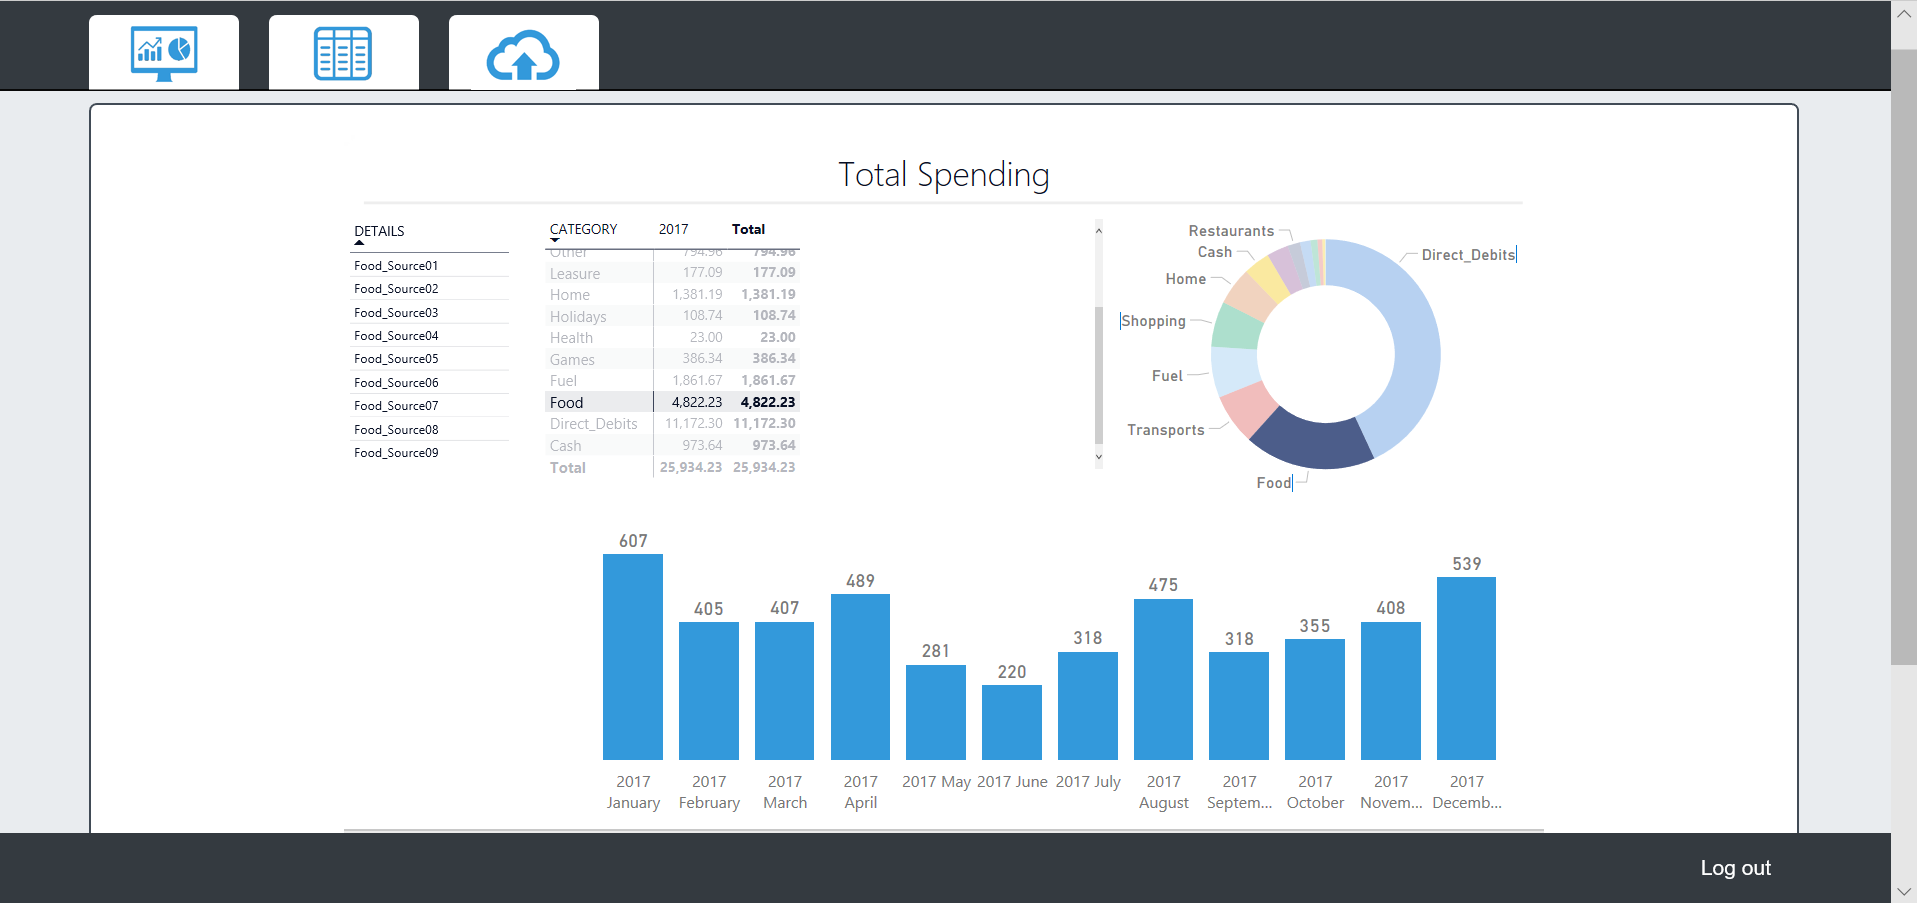 Total Spending
DETAILS
Food_Source01
Food_Source02
Food_Source03
Food_Source04
Food_Source05
Food_Source06
Food_Source07
Food_Source08
Food_Source09
CATEGORY 2017 Total
Other 794.96 794.96
Leasure 177.09 177.09
Home 1,381.19 1,381.19
Holidays 108.74 108.74
Health 23.00 23.00
Games 386.34 386.34
Fuel 1,861.67 1,861.67
Food 4,822.23 4,822.23
Direct_Debits 11,172.30 11,172.30
Cash 973.64 973.64
Total 25,934.23 25,934.23
Restaurants
Cash
Home
Shopping
Fuel
Transports
Food
Direct_Debits
607
405
407
489
281
220
318
475
318
355
408
539
2017
January
2017
February
2017
March
2017
April
2017 May
2017 June
2017 July
2017
August
2017
Septem...
2017
October
2017
Novem...
2017
Decemb...
Log out